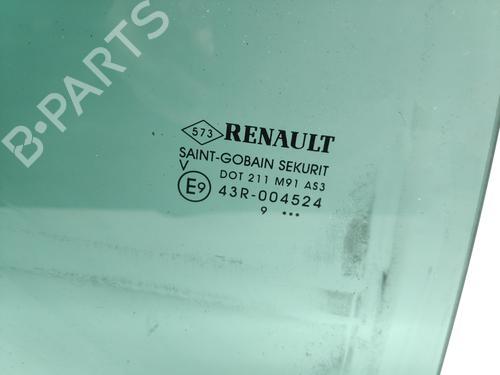 B-PARTS
573 RENAULT
SAINT-GOBAIN SEKURIT
V
DOT 211 M91 AS3
E9 43R-004524
9 •••